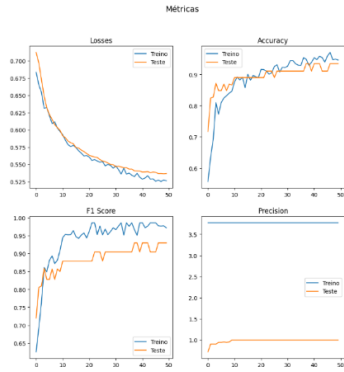 Métricas
Losses
Treino
Teste
0.700
0.675
0.650
0.625
0.600
0.575
0.550
0.525
0 10 20 30 40 50
Accuracy
Treino
Teste
0.9
0.8
0.7
0.6
0 10 20 30 40 50
F1 Score
1.00
0.95
0.90
0.85
0.80
0.75
0.70
0.65
Treino
Teste
0 10 20 30 40 50
Precision
3.5
3.0
2.5
2.0
1.5
1.0
Treino
Teste
0 10 20 30 40 50